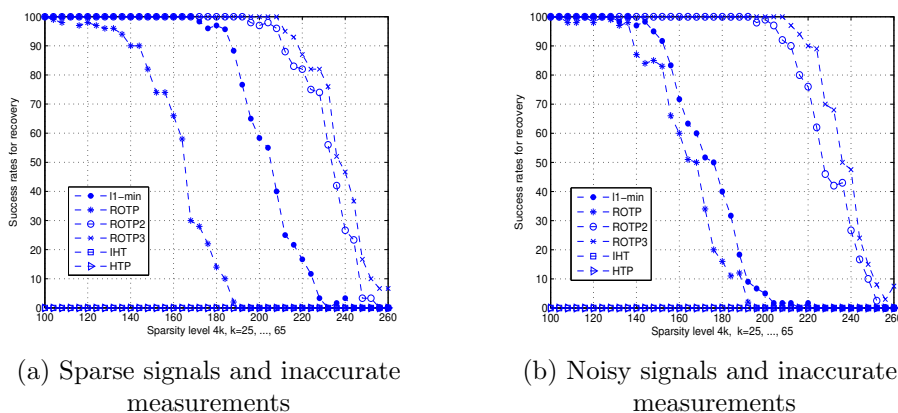 100
90
80
70
60
50
40
30
20
10
0
Success rates for recovery
l1-min
ROTP
ROTP2
ROTP3
IHT
HTP
100 120 140 160 180 200 220 240 260
Sparsity level 4k, k=25, ..., 65
(a) Sparse signals and inaccurate
measurements
100
90
80
70
60
50
40
30
20
10
0
Success rates for recovery
l1-min
ROTP
ROTP2
ROTP3
IHT
HTP
100 120 140 160 180 200 220 240 260
Sparsity level 4k, k=25, ..., 65
(b) Noisy signals and inaccurate
measurements